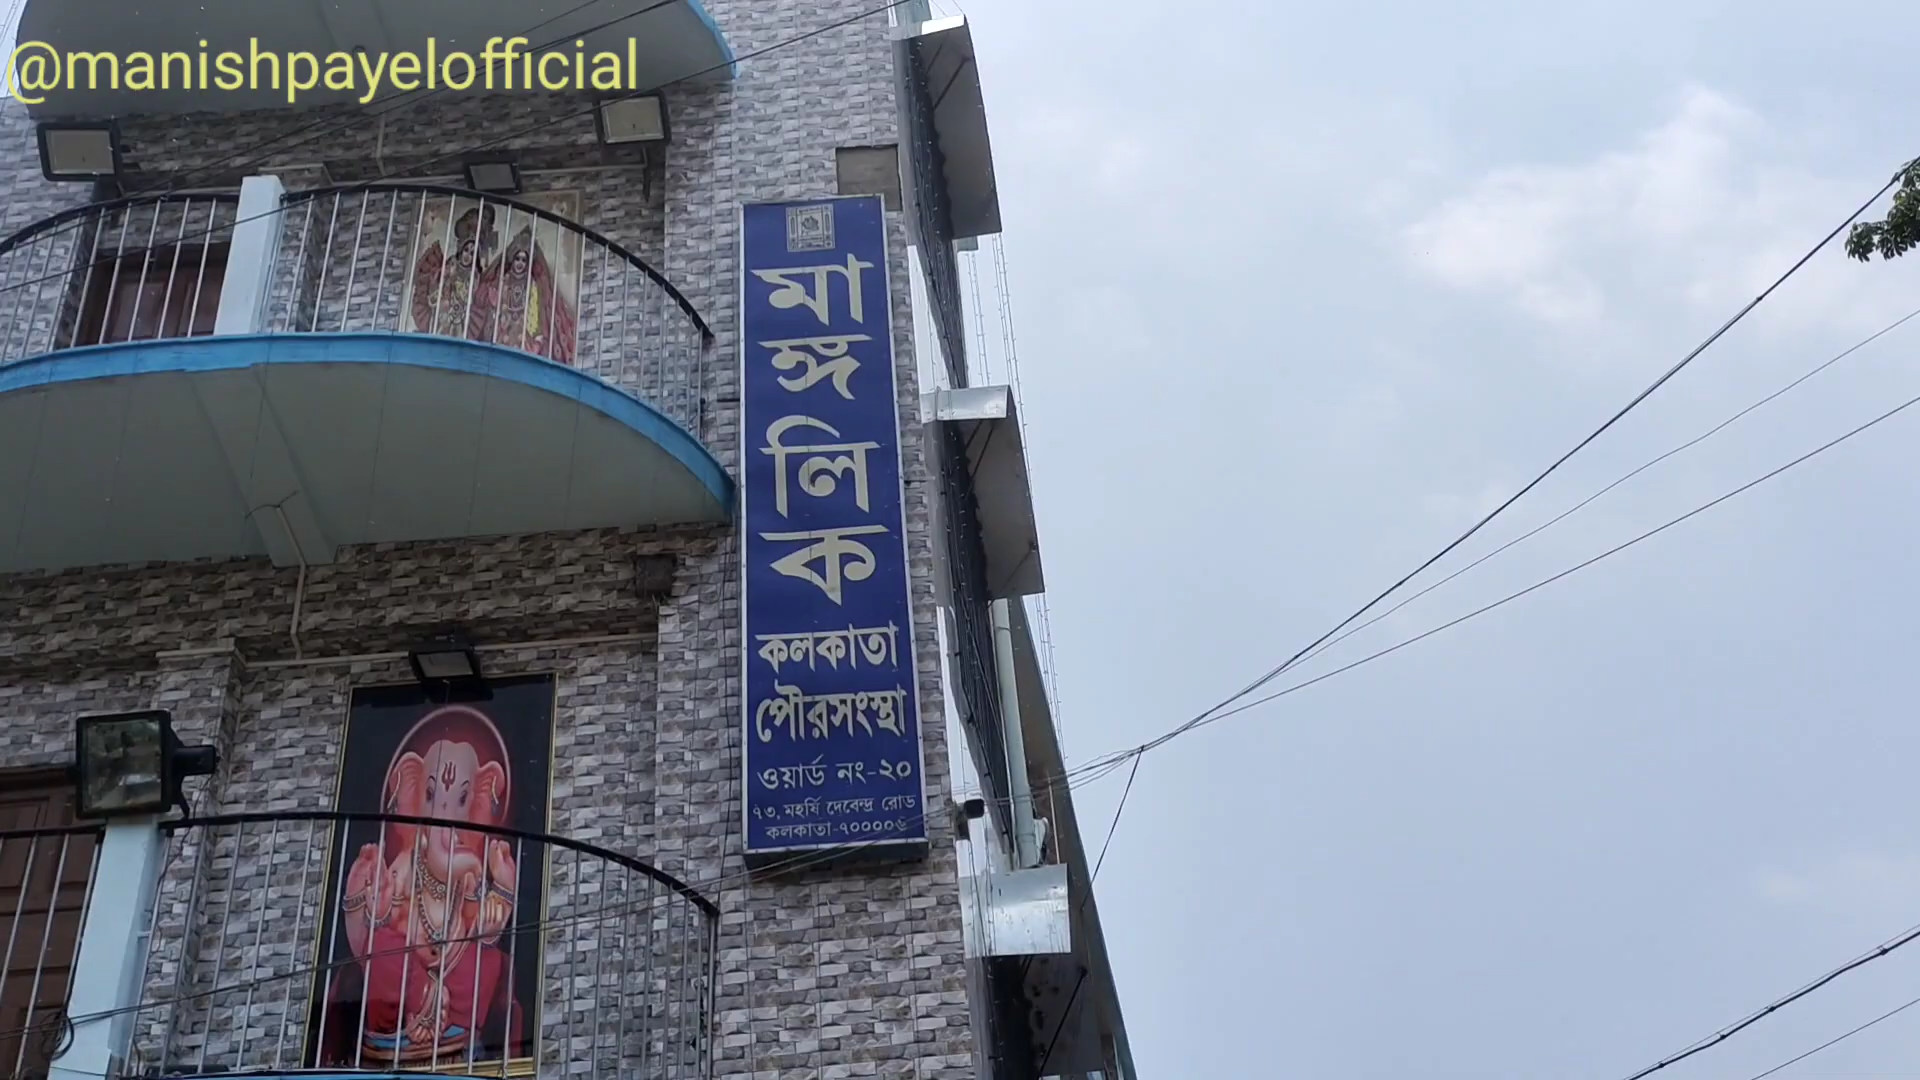 @manishpayelofficial
মা
ঙ্গ
লি
ক
কলকাতা
পৌরসংস্থা
ওয়ার্ড নং-২০
৭৩, মহর্ষি দেবেন্দ্র রোড
কলকাতা-৭০০০০৬